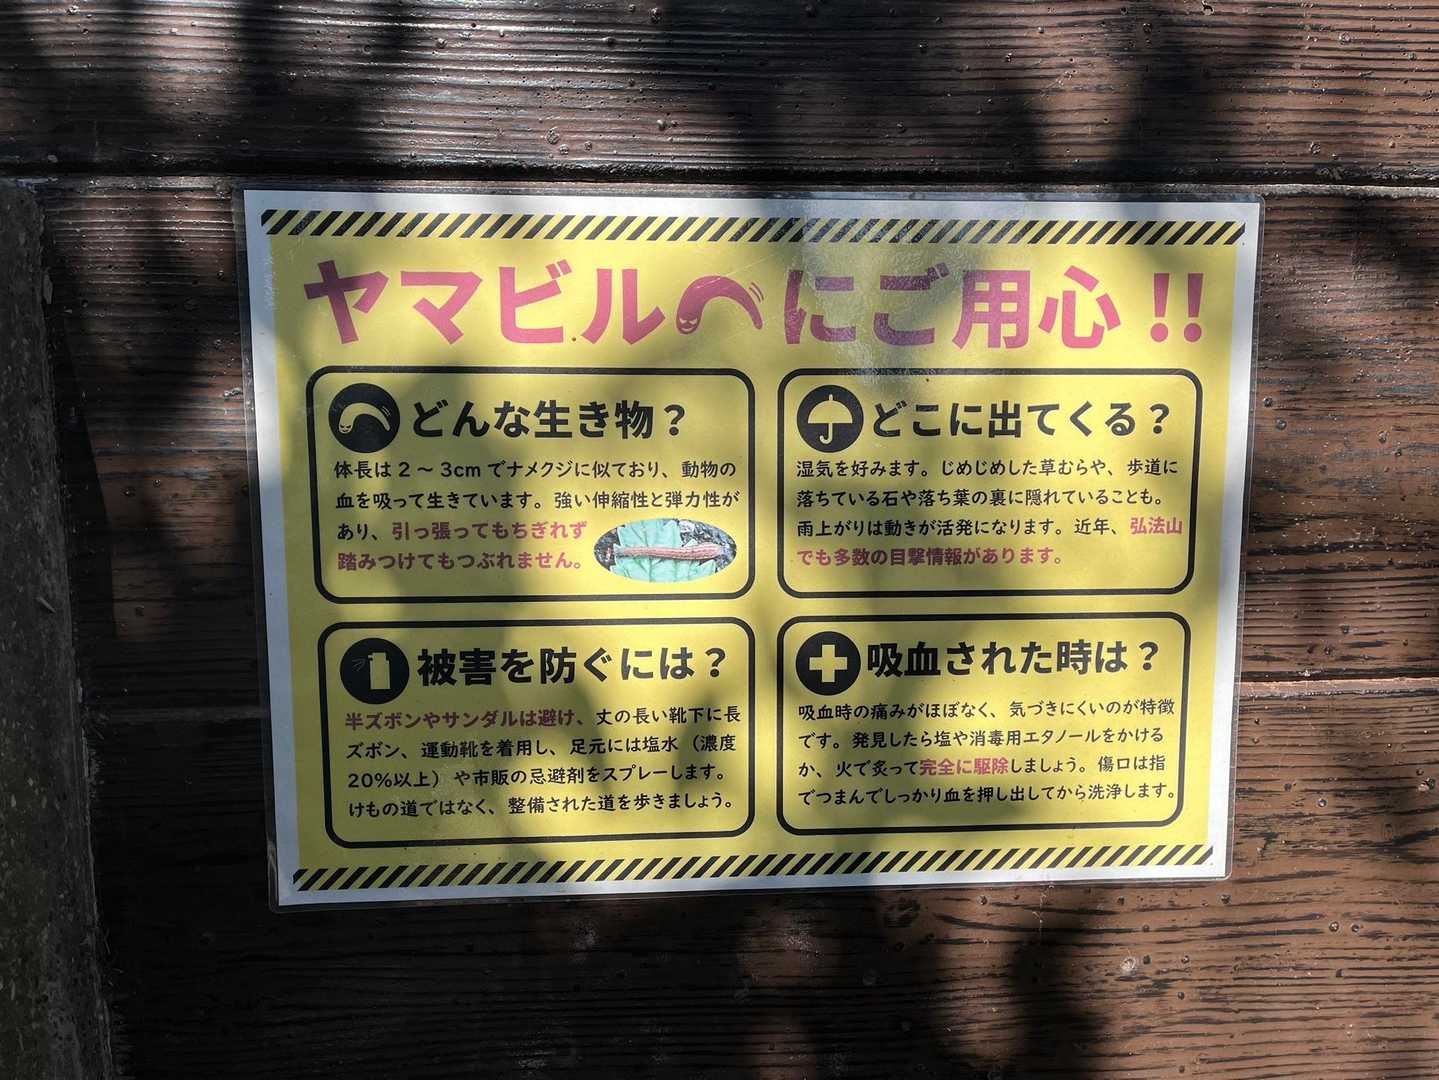 ヤマビルにご用心!!
どんな生き物?
体長は2~3cmでナメクジに似ており、動物の
血を吸って生きています。強い伸縮性と弾力性が
あり、引っ張ってもちぎれず
踏みつけてもつぶれません。
どこに出てくる?
湿気を好みます。じめじめした草むらや、歩道に
落ちている石や落ち葉の裏に隠れていることも。
雨上がりは動きが活発になります。近年、弘法山
でも多数の目撃情報があります。
被害を防ぐには?
半ズボンやサンダルは避け、丈の長い靴下に長
ズボン、運動靴を着用し、足元には塩水(濃度
20%以上)や市販の忌避剤をスプレーします。
けもの道ではなく、整備された道を歩きましょう。
吸血された時は?
吸血時の痛みがほぼなく、気づきにくいのが特徴
です。発見したら塩や消毒用エタノールをかける
か、火で炙って完全に駆除しましょう。傷口は指
でつまんでしっかり血を押し出してから洗浄します。